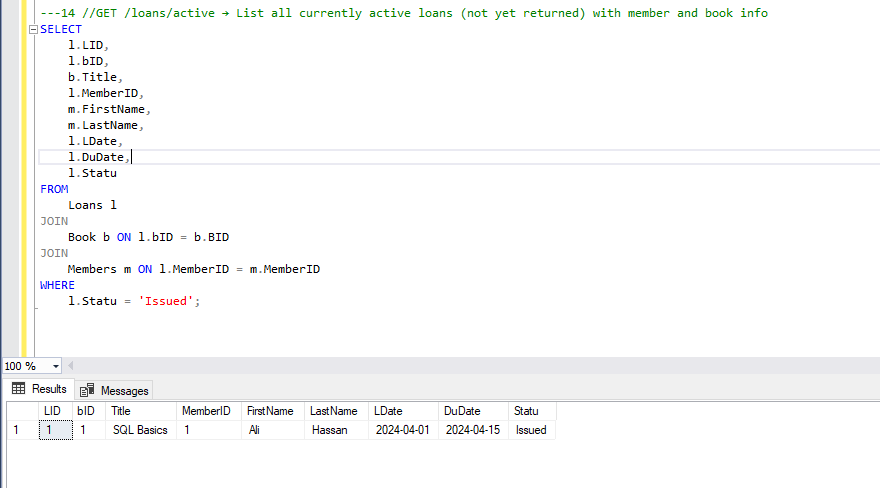 ---14 //GET /loans/active → List all currently active loans (not yet returned) with member and book info
SELECT
l.LID,
l.bID,
b.Title,
l.MemberID,
m.FirstName,
m.LastName,
l.LDate,
l.DuDate,
l.Statu
FROM
Loans l
JOIN
Book b ON l.bID = b.BID
JOIN
Members m ON l.MemberID = m.MemberID
WHERE
l.Statu = 'Issued';
100 %
Results Messages
LID bID Title MemberID FirstName LastName LDate DuDate Statu
1 1 1 SQL Basics 1 Ali Hassan 2024-04-01 2024-04-15 Issued